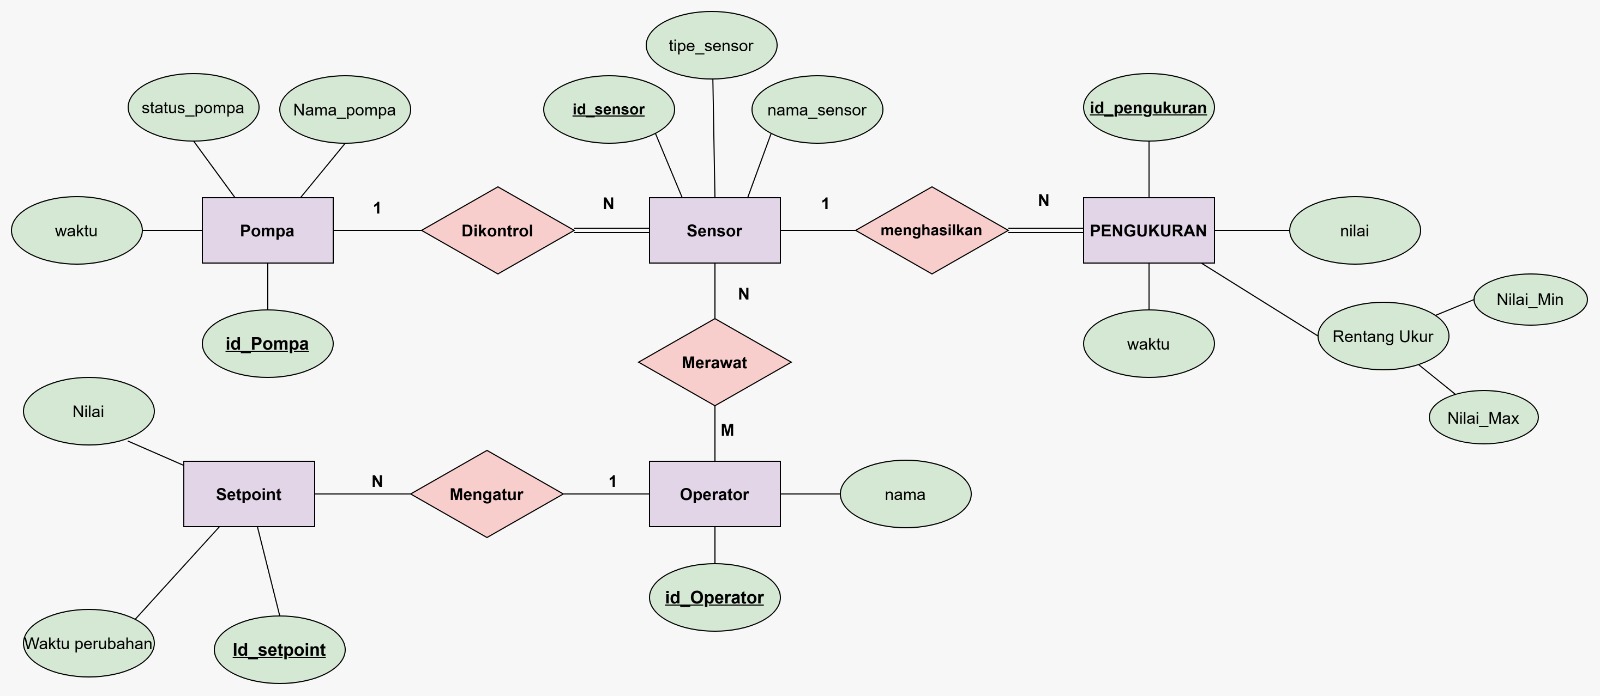 tipe_sensor
status_pompa
Nama_pompa
id_sensor
nama_sensor
id_pengukuran
waktu
Pompa
1
Dikontrol
N
Sensor
1
menghasilkan
N
PENGUKURAN
nilai
id_Pompa
N
Merawat
M
waktu
Rentang Ukur
Nilai_Min
Nilai_Max
Nilai
Setpoint
N
Mengatur
1
Operator
nama
id_Operator
Waktu perubahan
Id_setpoint